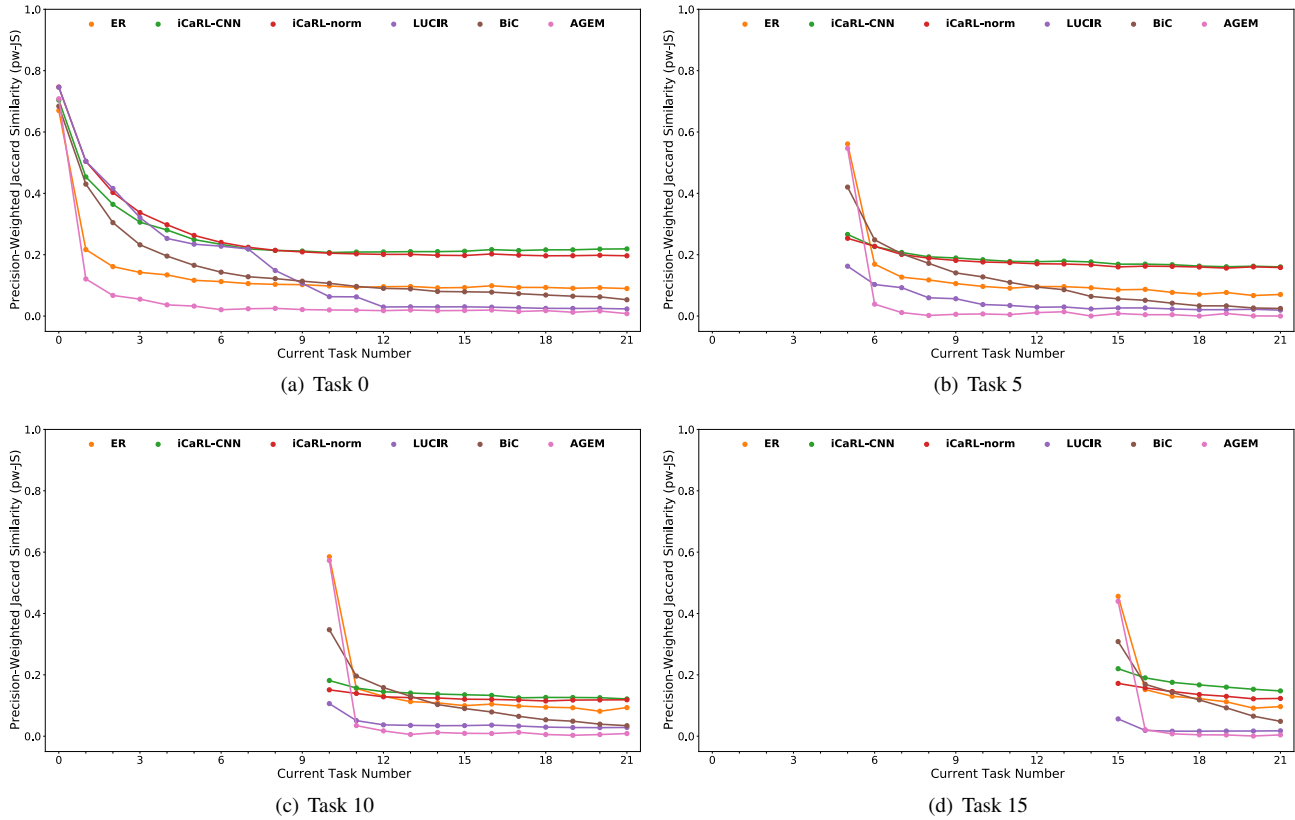 ER iCaRL-CNN iCaRL-norm LUCIR BiC AGEM
Precision-Weighted Jaccard Similarity (pw-JS)
1.0
0.8
0.6
0.4
0.2
0.0
0 3 6 9 12 15 18 21
Current Task Number
(a) Task 0
ER iCaRL-CNN iCaRL-norm LUCIR BiC AGEM
Precision-Weighted Jaccard Similarity (pw-JS)
1.0
0.8
0.6
0.4
0.2
0.0
0 3 6 9 12 15 18 21
Current Task Number
(b) Task 5
ER iCaRL-CNN iCaRL-norm LUCIR BiC AGEM
Precision-Weighted Jaccard Similarity (pw-JS)
1.0
0.8
0.6
0.4
0.2
0.0
0 3 6 9 12 15 18 21
Current Task Number
(c) Task 10
ER iCaRL-CNN iCaRL-norm LUCIR BiC AGEM
Precision-Weighted Jaccard Similarity (pw-JS)
1.0
0.8
0.6
0.4
0.2
0.0
0 3 6 9 12 15 18 21
Current Task Number
(d) Task 15